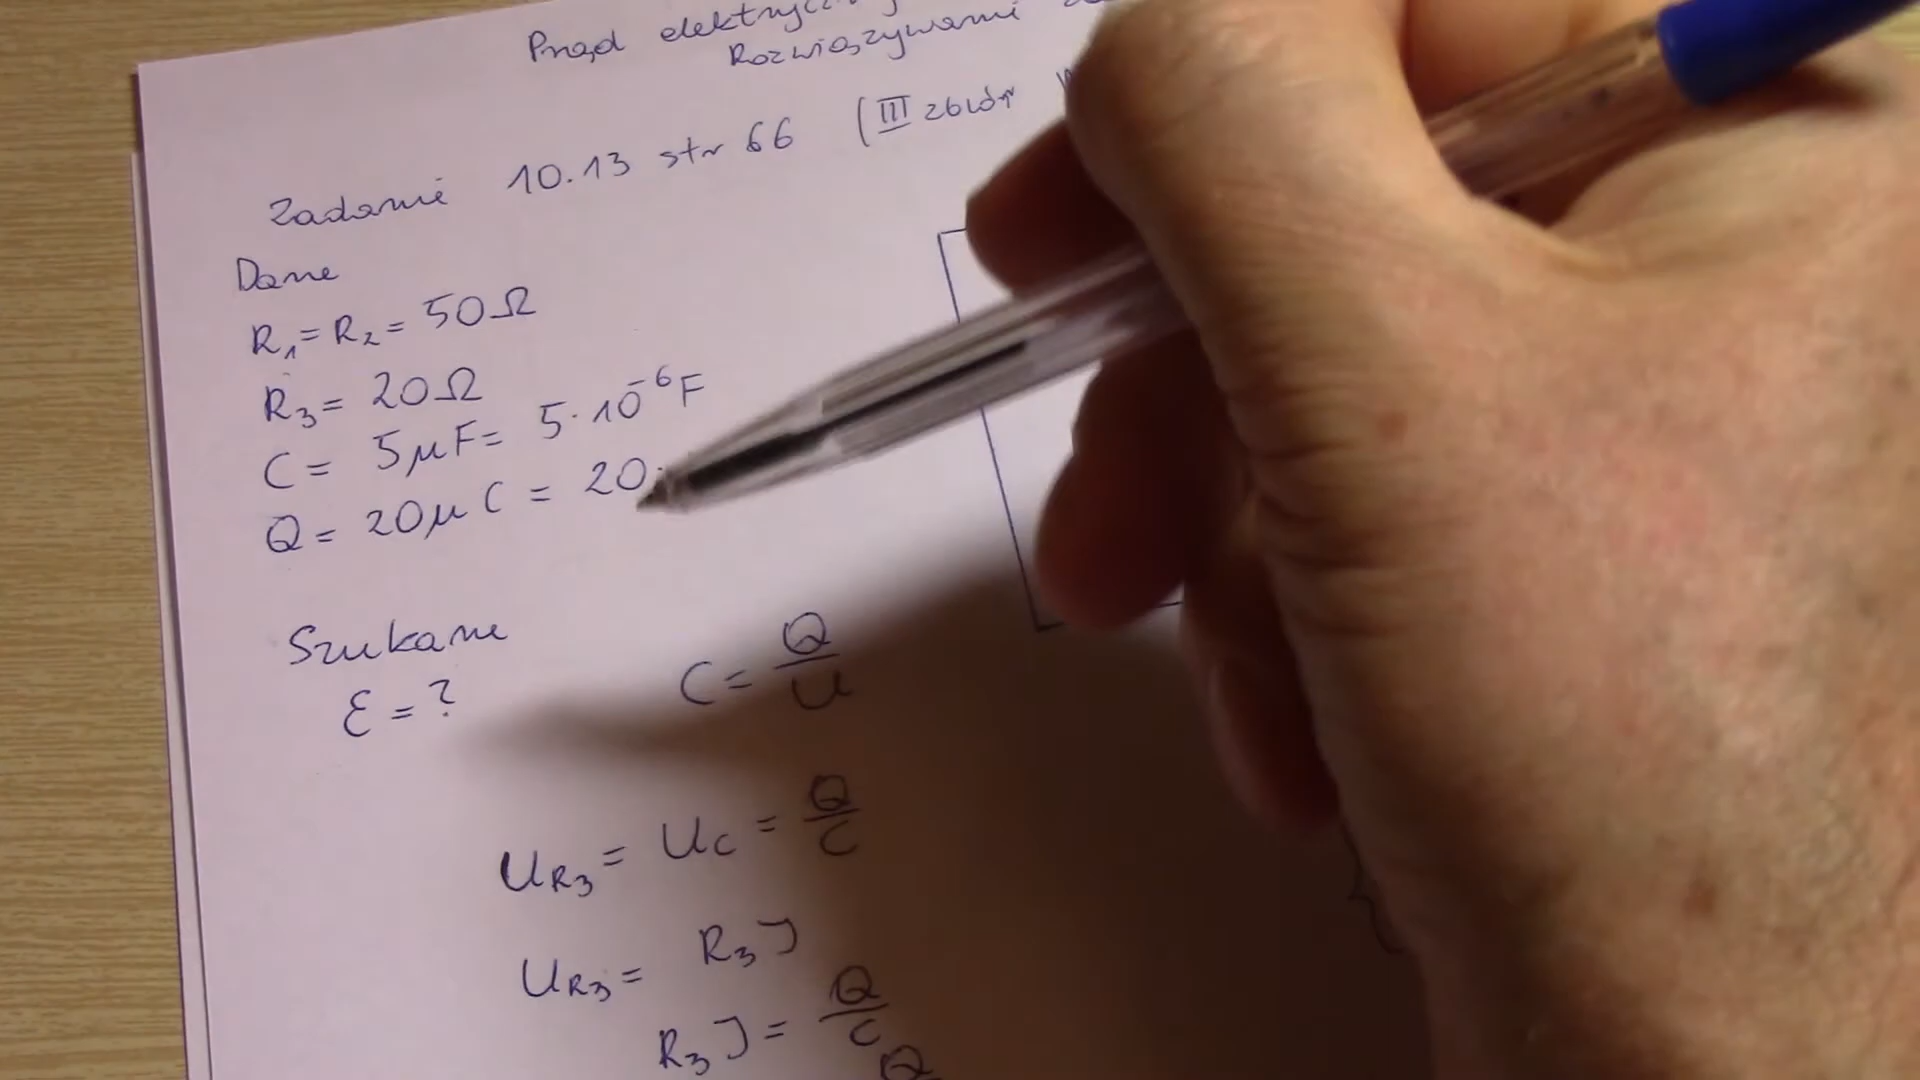 Prąd elektryczny
Rozwiązywanie
Zadanie 10.13 str 66 (III zbiór
Dane
R₁ = R₂ = 50Ω
R₃ = 20Ω
C = 5μF = 5·10⁻⁶F
Q = 20μC = 20·
Szukane
ℰ = ?
C = Q/U
U_R₃ = U_C = Q/C
U_R₃ = R₃J
R₃J = Q/C
Q